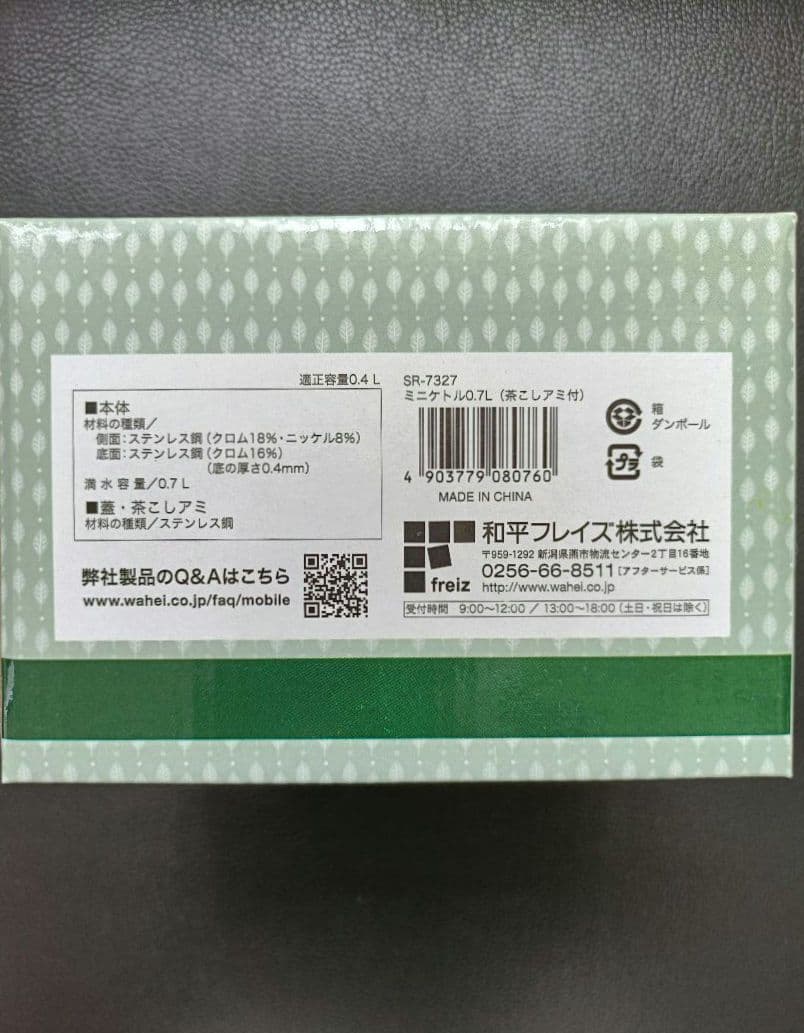 適正容量0.4 L
■本体
材料の種類／
側面：ステンレス鋼（クロム18%・ニッケル8%）
底面：ステンレス鋼（クロム16%）
（底の厚さ0.4mm）
満水容量／0.7 L
■蓋・茶こしアミ
材料の種類／ステンレス鋼
弊社製品のQ&Aはこちら
www.wahei.co.jp/faq/mobile
SR-7327
ミニケトル0.7L（茶こしアミ付）
4 903779 080760
MADE IN CHINA
箱
ダンボール
プラ
袋
freiz
和平フレイズ株式会社
〒959-1292 新潟県燕市物流センター2丁目16番地
0256-66-8511［アフターサービス係］
http://www.wahei.co.jp
受付時間 9:00〜12:00 ／ 13:00〜18:00（土日・祝日は除く）